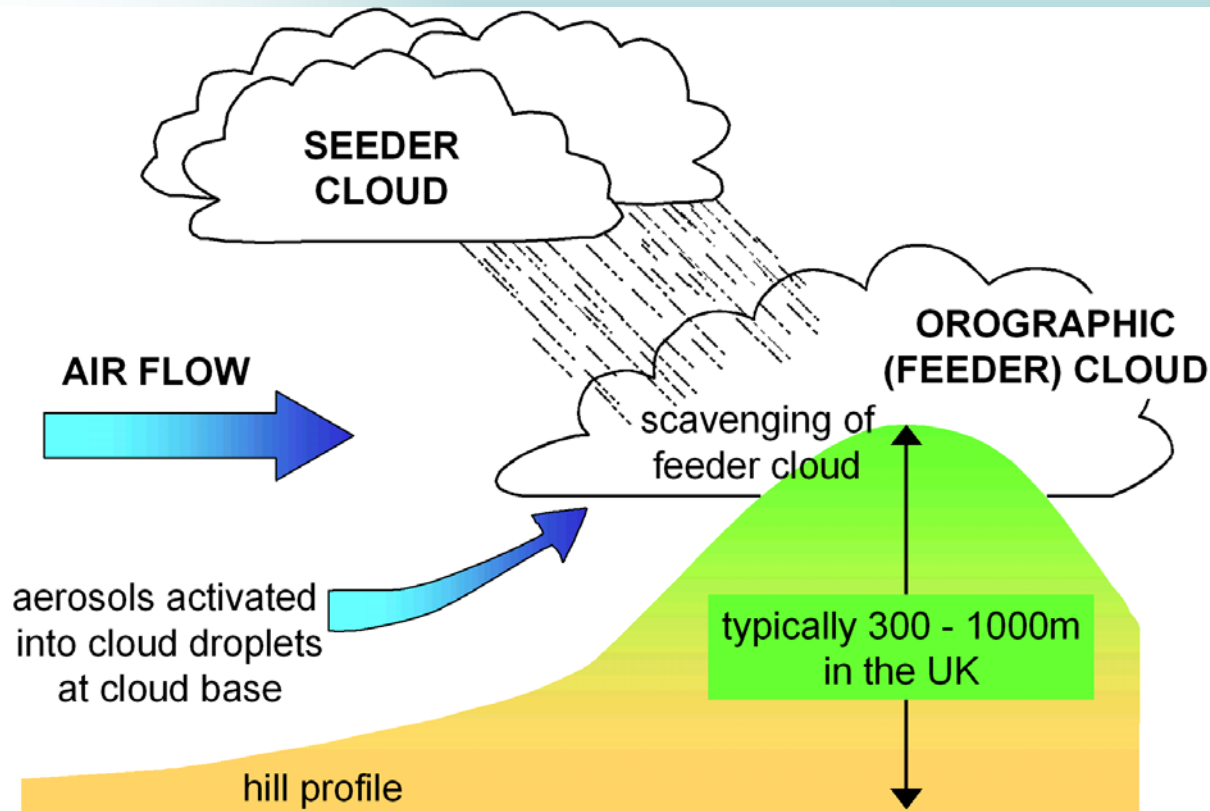 SEEDER
CLOUD
OROGRAPHIC
(FEEDER) CLOUD
AIR FLOW
scavenging of
feeder cloud
aerosols activated
into cloud droplets
at cloud base
typically 300 - 1000m
in the UK
hill profile